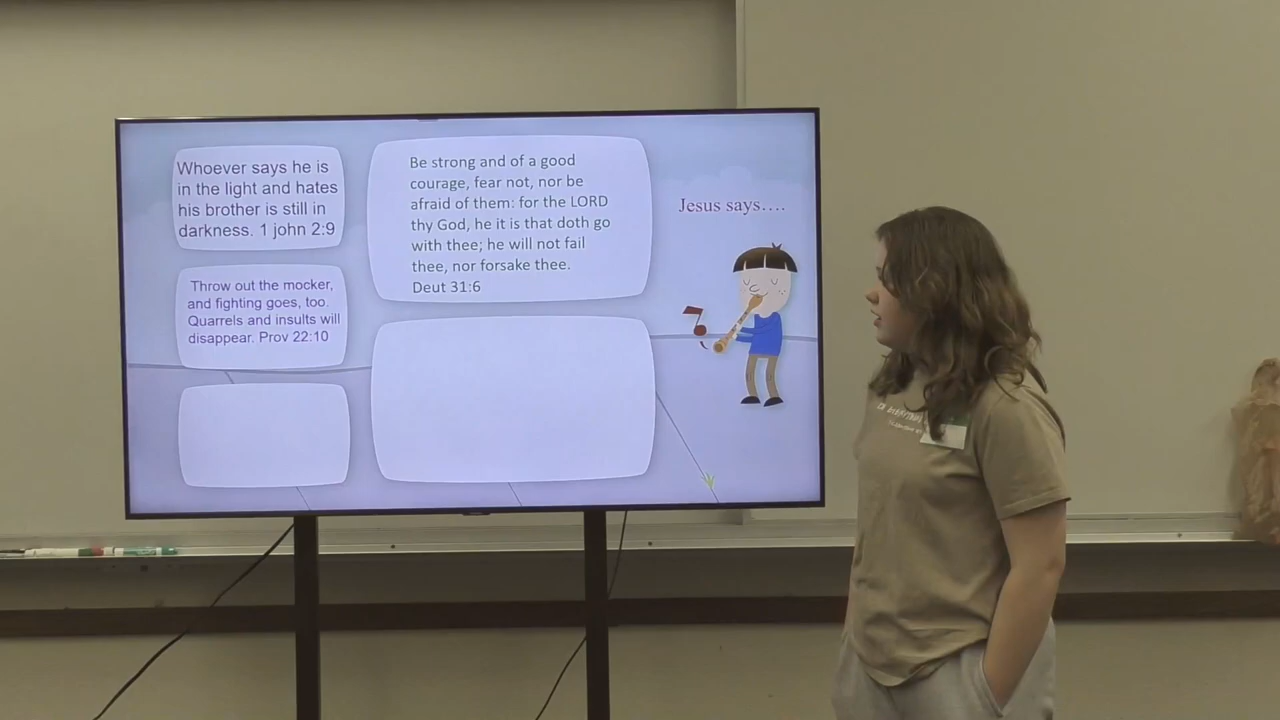 Whoever says he is
in the light and hates
his brother is still in
darkness. 1 john 2:9
Throw out the mocker,
and fighting goes, too.
Quarrels and insults will
disappear. Prov 22:10
Be strong and of a good
courage, fear not, nor be
afraid of them: for the LORD
thy God, he it is that doth go
with thee; he will not fail
thee, nor forsake thee.
Deut 31:6
Jesus says....